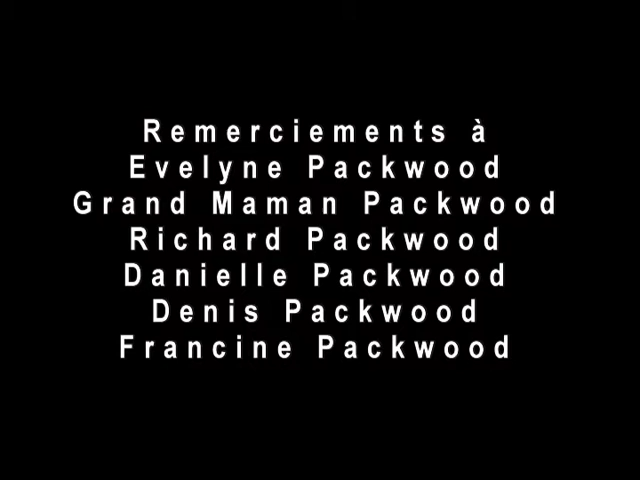 Remerciements à
Evelyne Packwood
Grand Maman Packwood
Richard Packwood
Danielle Packwood
Denis Packwood
Francine Packwood